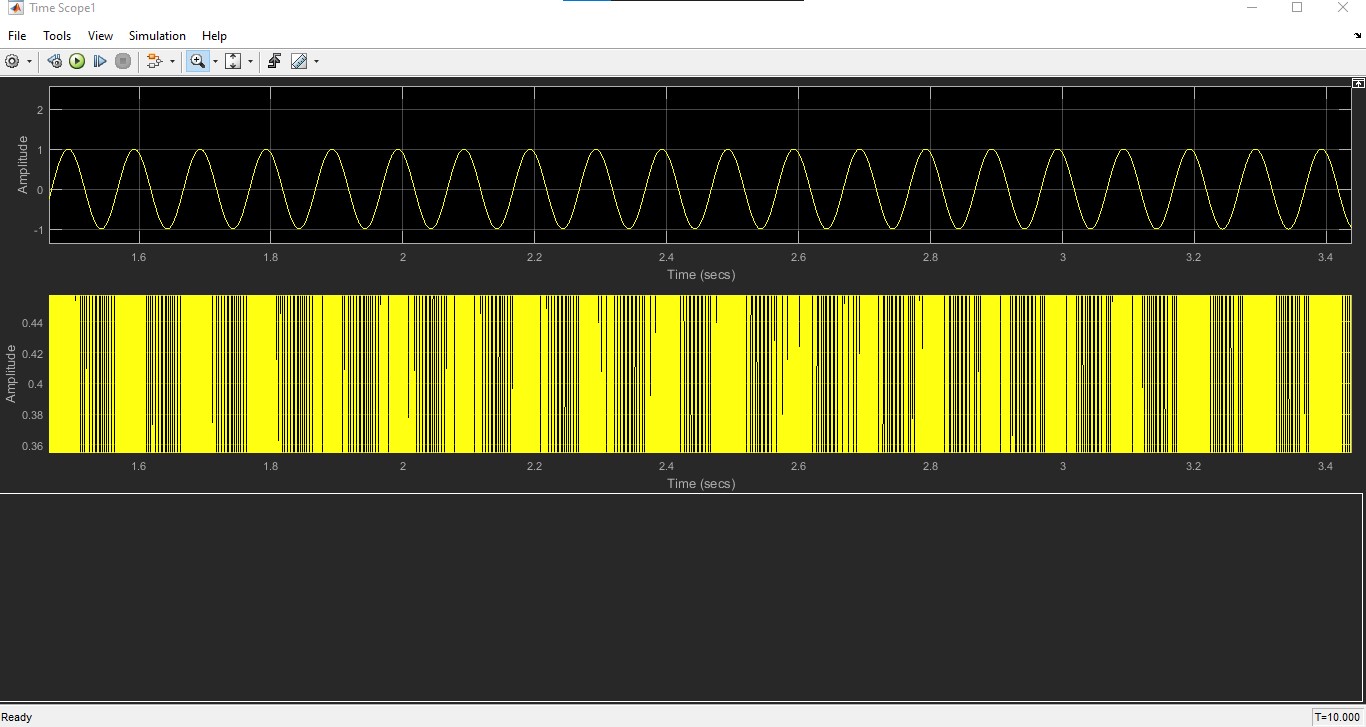 Time Scope1
File Tools View Simulation Help
Amplitude
2
1
0
-1
1.6 1.8 2 2.2 2.4 2.6 2.8 3 3.2 3.4
Time (secs)
Amplitude
0.44
0.42
0.4
0.38
0.36
1.6 1.8 2 2.2 2.4 2.6 2.8 3 3.2 3.4
Time (secs)
Ready T=10.000